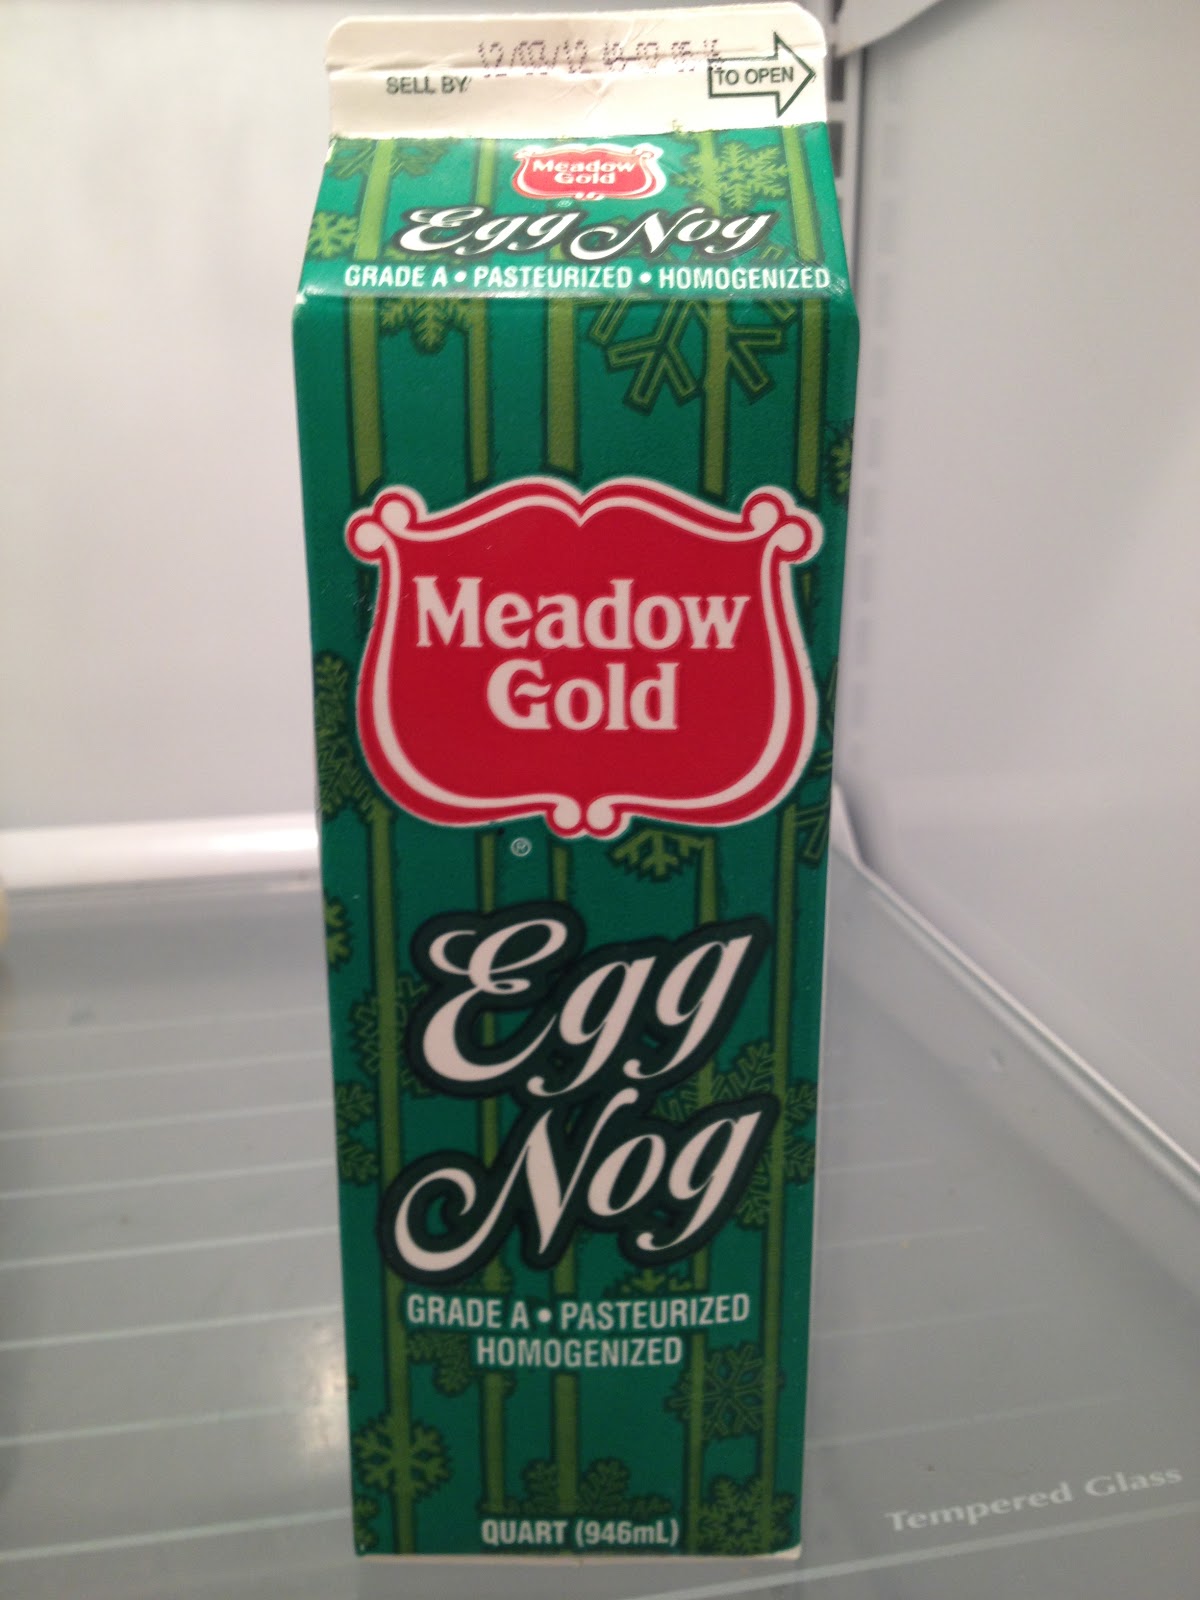 SELL BY
TO OPEN
Meadow
Gold
®
Egg Nog
GRADE A • PASTEURIZED • HOMOGENIZED
Meadow
Gold
®
Egg
Nog
GRADE A • PASTEURIZED
HOMOGENIZED
QUART (946mL)
Tempered Glass